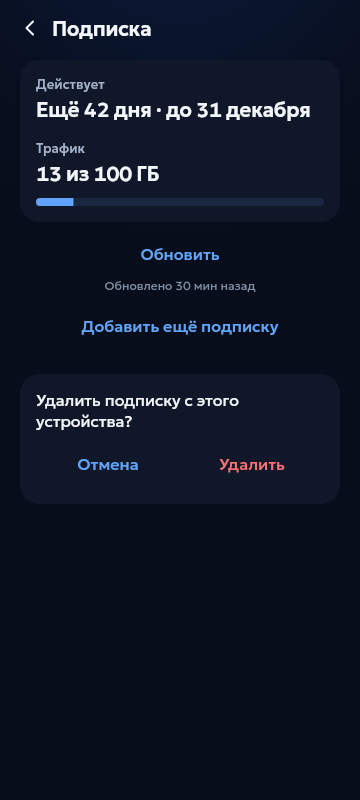 Подписка
Действует
Ещё 42 дня · до 31 декабря
Трафик
13 из 100 ГБ
Обновить
Обновлено 30 мин назад
Добавить ещё подписку
Удалить подписку с этого
устройства?
Отмена
Удалить